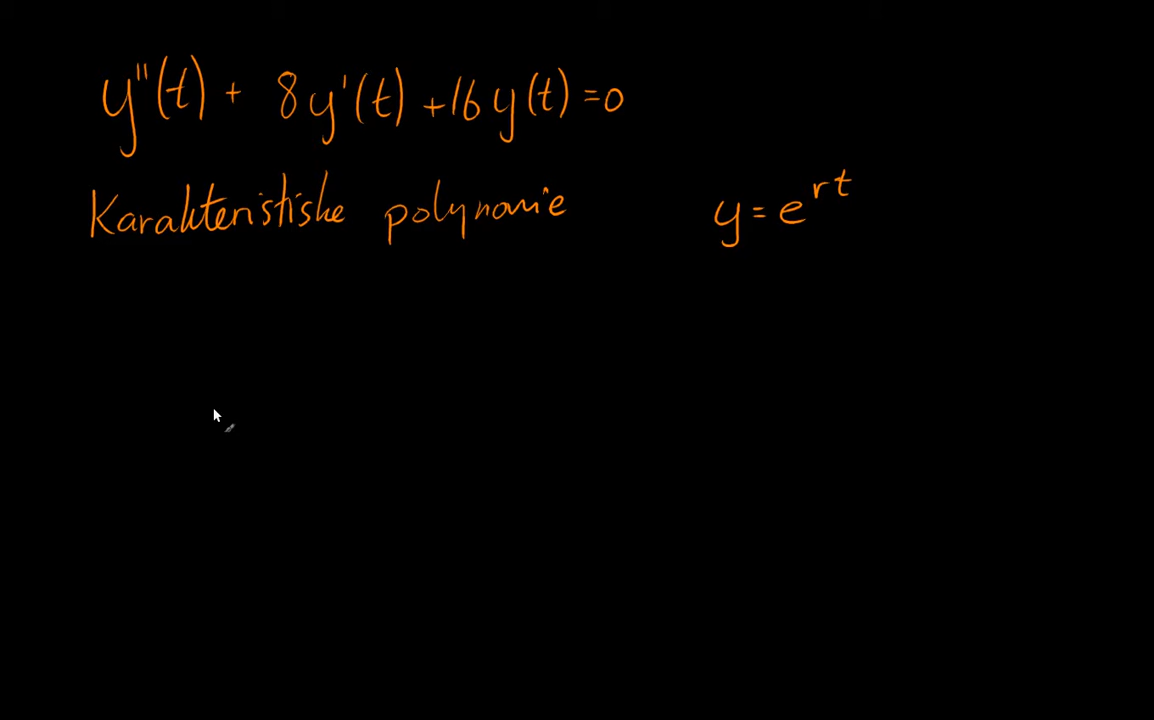 y''(t) + 8y'(t) + 16y(t) = 0
Karakteristiske polynomie y = e^{rt}